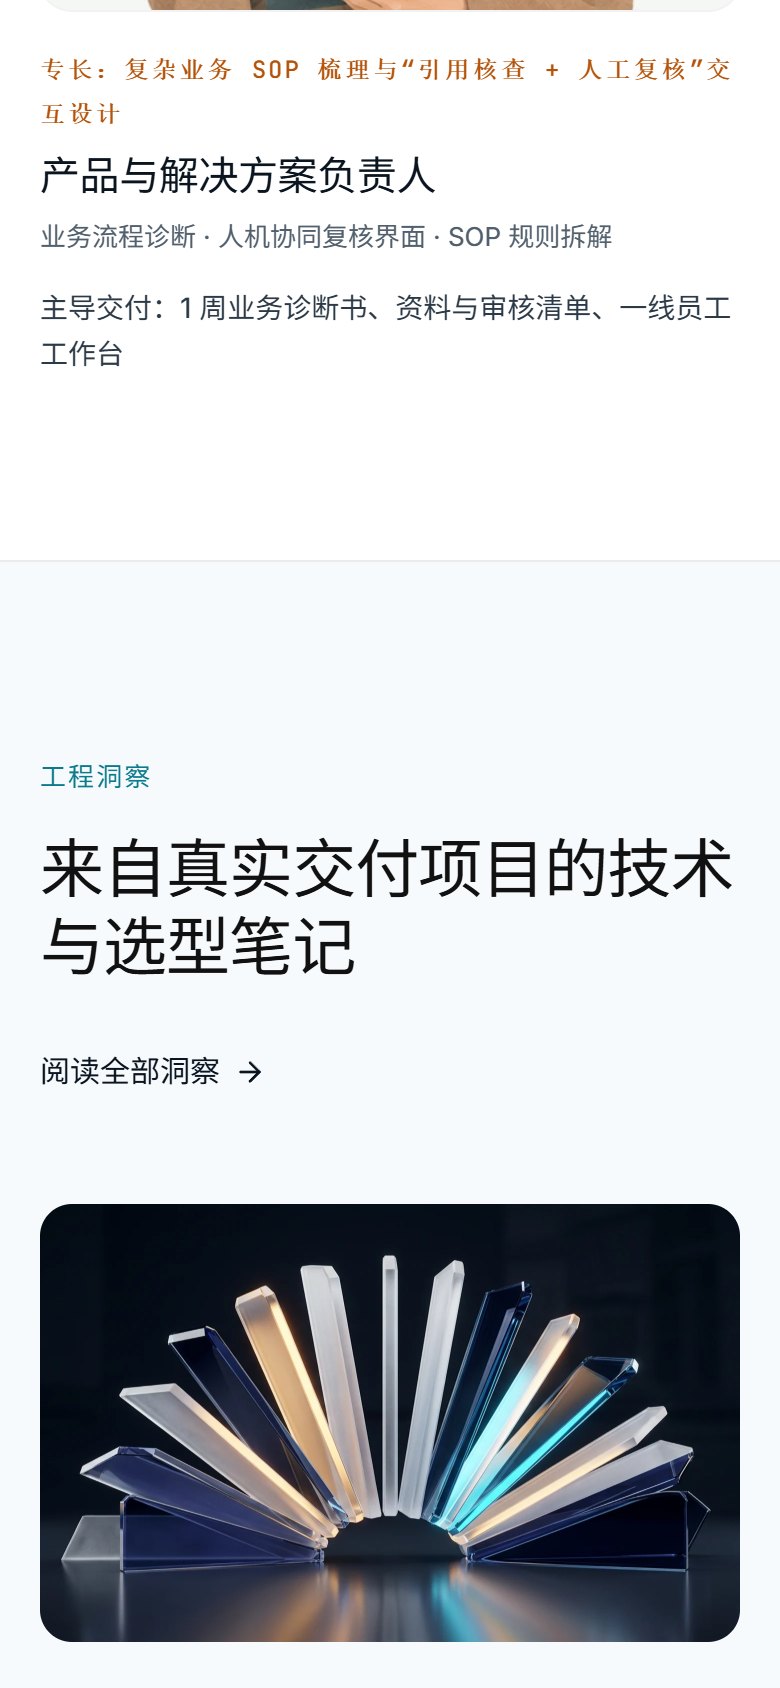 专长：复杂业务 SOP 梳理与“引用核查 + 人工复核”交
互设计
产品与解决方案负责人
业务流程诊断 · 人机协同复核界面 · SOP 规则拆解
主导交付：1 周业务诊断书、资料与审核清单、一线员工
工作台
工程洞察
来自真实交付项目的技术
与选型笔记
阅读全部洞察 →